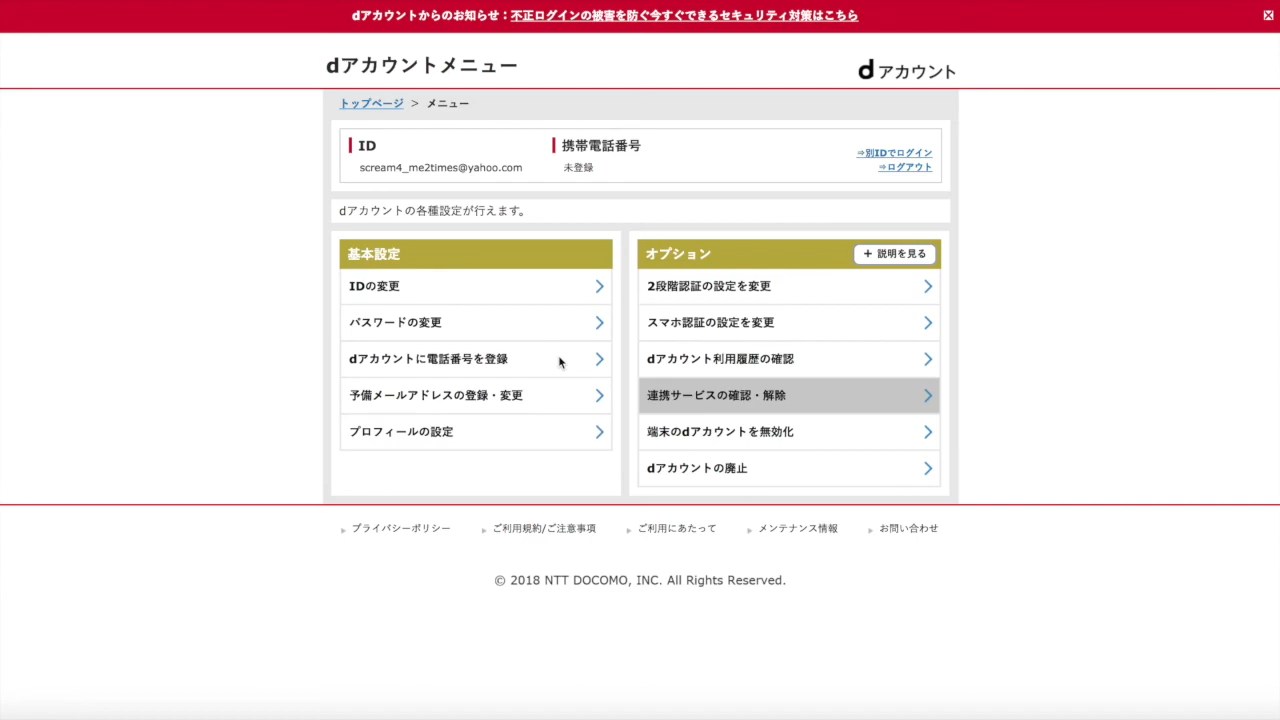 dアカウントからのお知らせ：不正ログインの被害を防ぐ今すぐできるセキュリティ対策はこちら
dアカウントメニュー
d アカウント
トップページ > メニュー
ID
scream4_me2times@yahoo.com
携帯電話番号
未登録
⇒別IDでログイン
⇒ログアウト
dアカウントの各種設定が行えます。
基本設定
IDの変更
パスワードの変更
dアカウントに電話番号を登録
予備メールアドレスの登録・変更
プロフィールの設定
オプション
+ 説明を見る
2段階認証の設定を変更
スマホ認証の設定を変更
dアカウント利用履歴の確認
連携サービスの確認・解除
端末のdアカウントを無効化
dアカウントの廃止
プライバシーポリシー
ご利用規約/ご注意事項
ご利用にあたって
メンテナンス情報
お問い合わせ
© 2018 NTT DOCOMO, INC. All Rights Reserved.